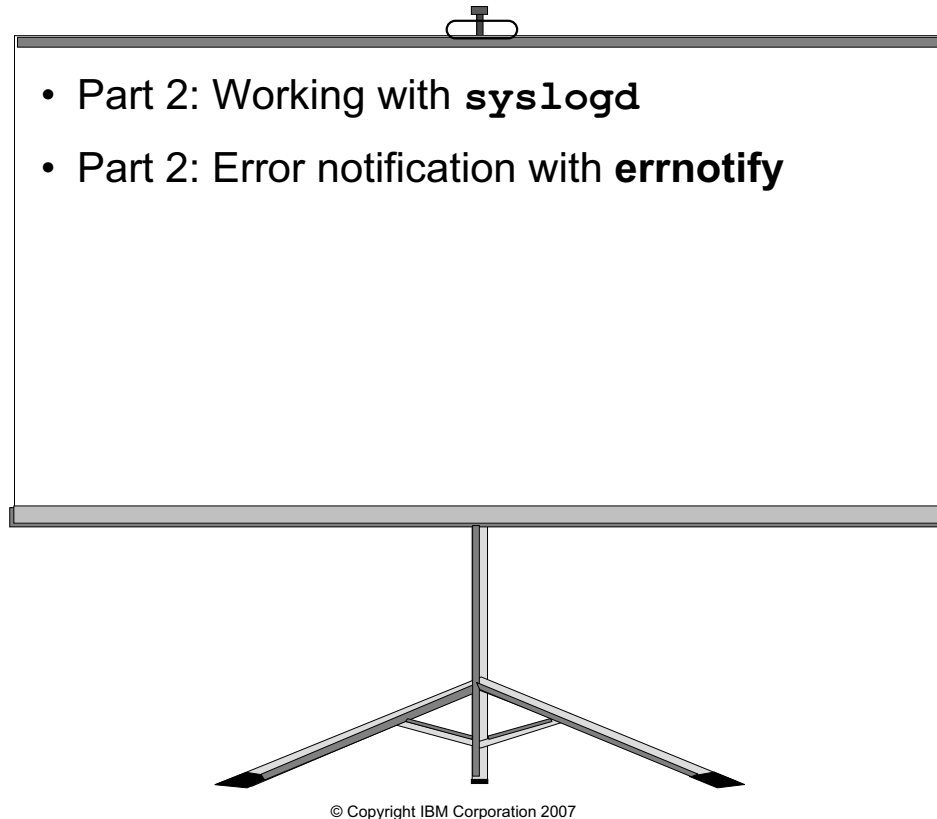 • Part 2: Working with syslogd
• Part 2: Error notification with errnotify
© Copyright IBM Corporation 2007